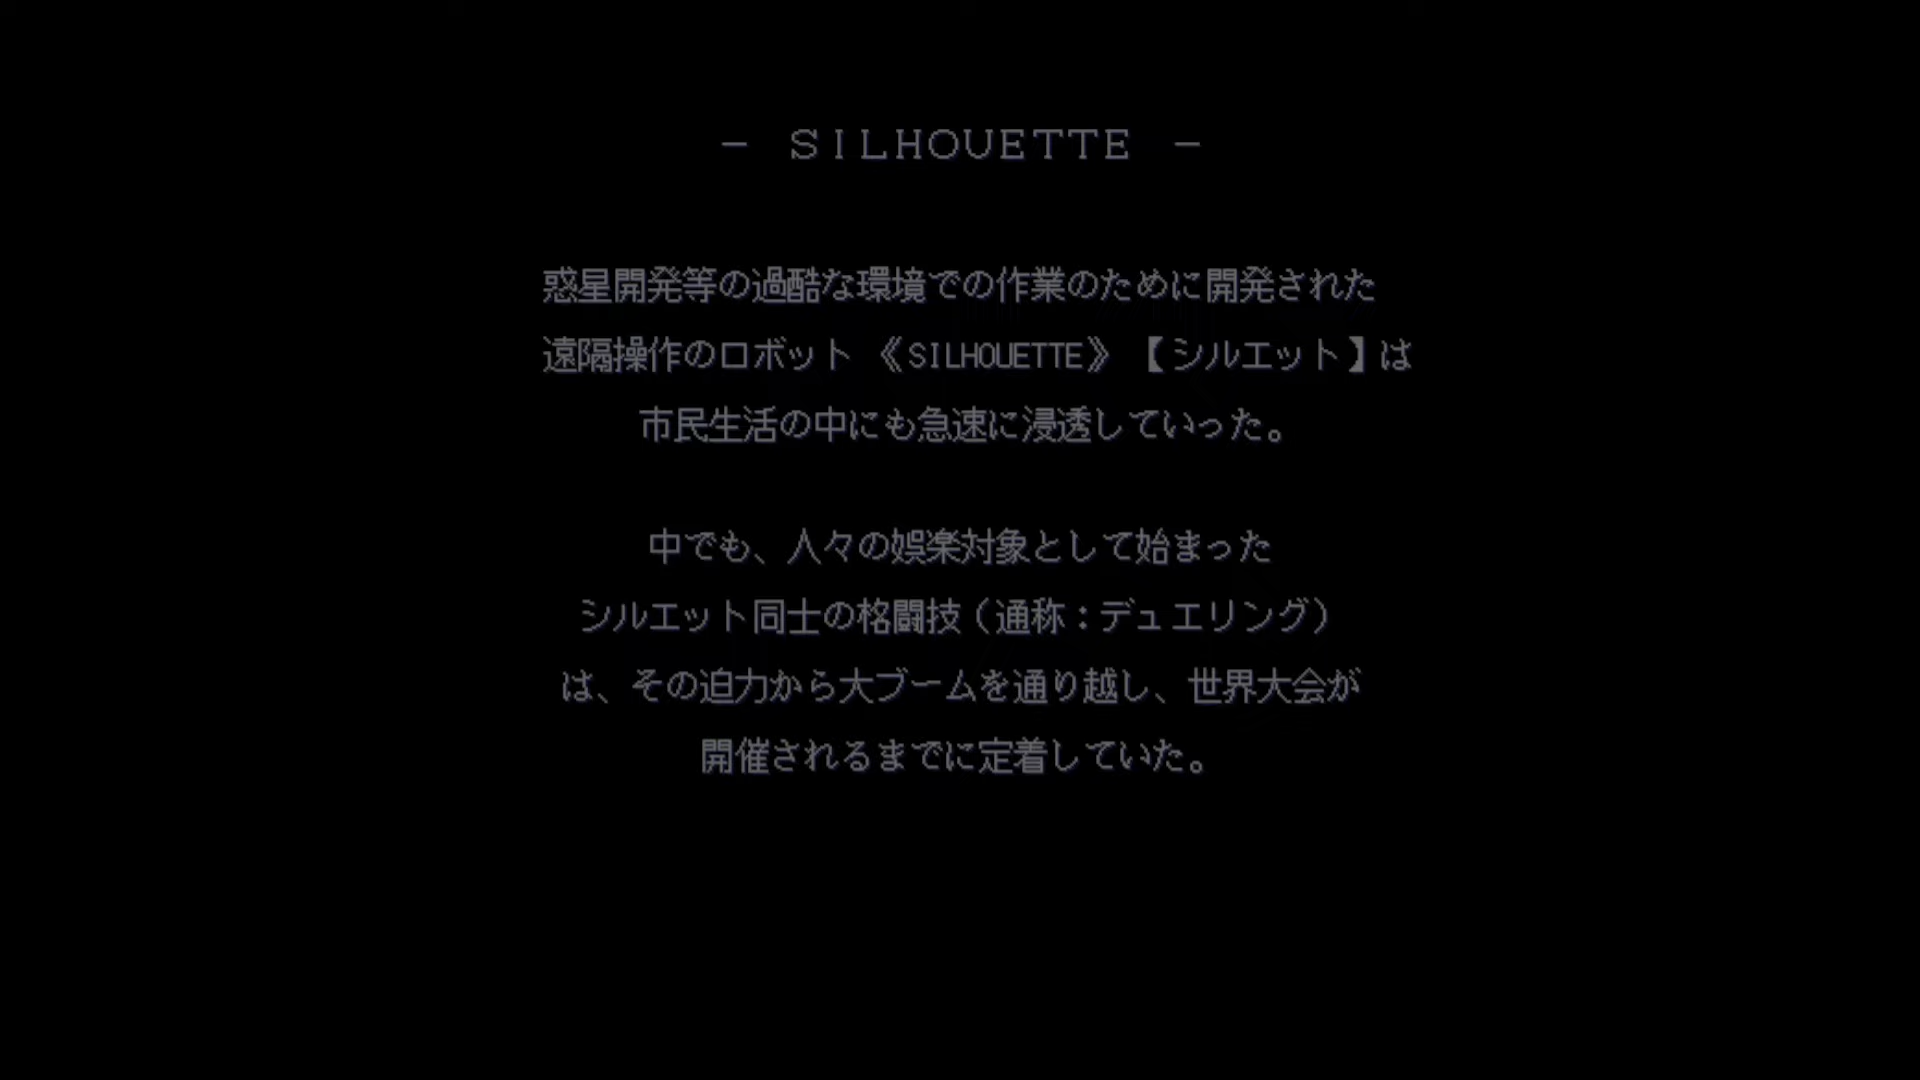 − SILHOUETTE −
惑星開発等の過酷な環境での作業のために開発された
遠隔操作のロボット《SILHOUETTE》【シルエット】は
市民生活の中にも急速に浸透していった。
中でも、人々の娯楽対象として始まった
シルエット同士の格闘技（通称：デュエリング）
は、その迫力から大ブームを通り越し、世界大会が
開催されるまでに定着していた。